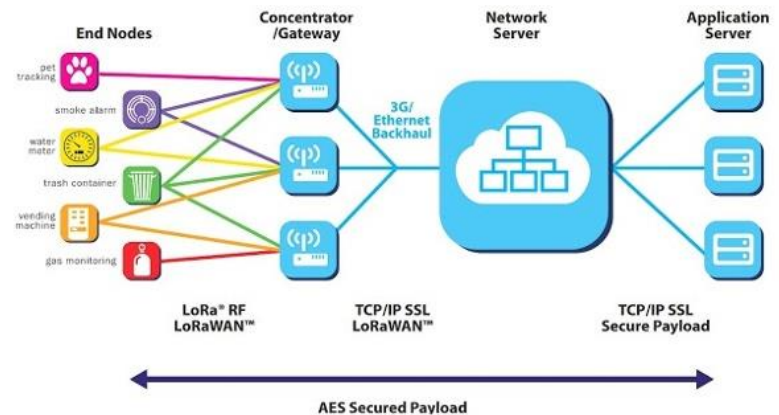 End Nodes
Concentrator
/Gateway
Network
Server
Application
Server
pet
tracking
smoke alarm
water
meter
trash container
vending
machine
gas monitoring
3G/
Ethernet
Backhaul
LoRa® RF
LoRaWAN™
TCP/IP SSL
LoRaWAN™
TCP/IP SSL
Secure Payload
AES Secured Payload